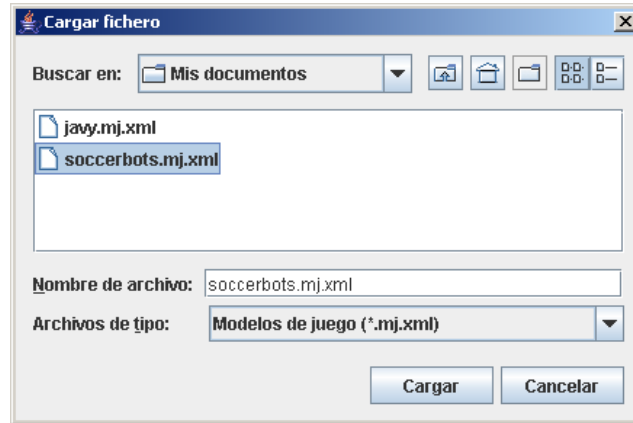 Cargar fichero
Buscar en: Mis documentos
javy.mj.xml
soccerbots.mj.xml
Nombre de archivo: soccerbots.mj.xml
Archivos de tipo: Modelos de juego (*.mj.xml)
Cargar Cancelar